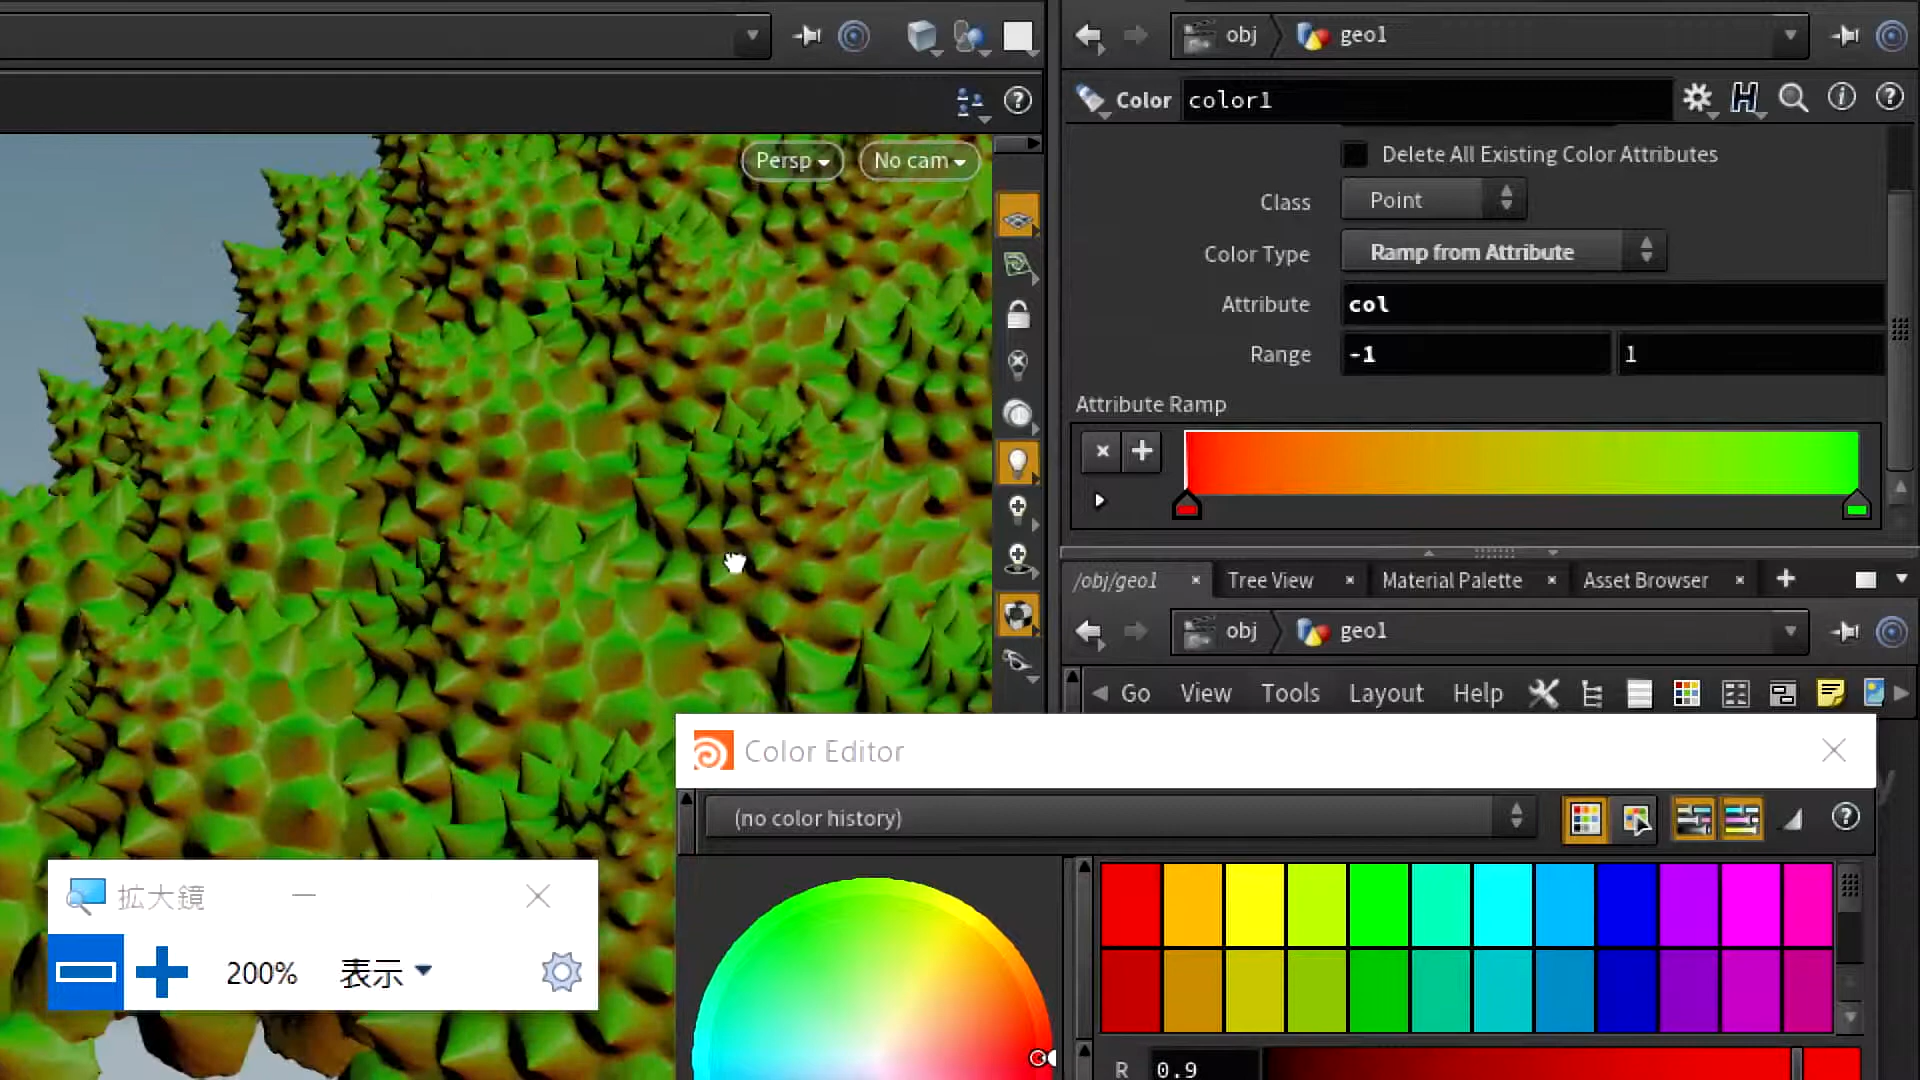 obj
geo1
Color
color1
Persp
No cam
Delete All Existing Color Attributes
Class
Point
Color Type
Ramp from Attribute
Attribute
col
Range
-1
1
Attribute Ramp
/obj/geo1
Tree View
Material Palette
Asset Browser
obj
geo1
Go
View
Tools
Layout
Help
Color Editor
(no color history)
拡大鏡
200%
表示
R
0.9